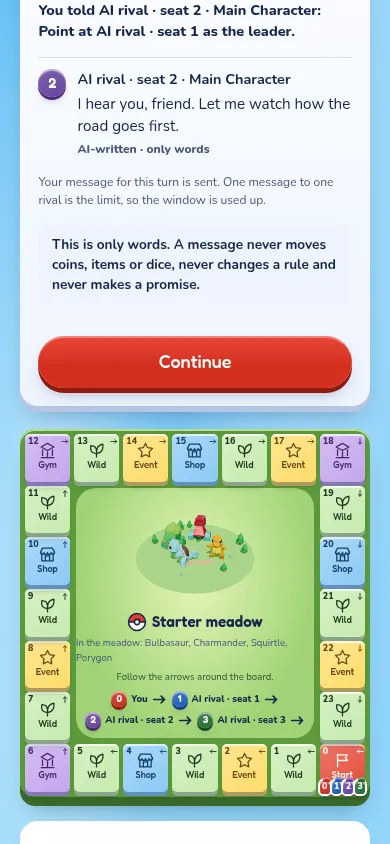 You told AI rival · seat 2 · Main Character:
Point at AI rival · seat 1 as the leader.
2
AI rival · seat 2 · Main Character
I hear you, friend. Let me watch how the
road goes first.
AI-written · only words
Your message for this turn is sent. One message to one
rival is the limit, so the window is used up.
This is only words. A message never moves
coins, items or dice, never changes a rule and
never makes a promise.
Continue
12 → 13 → 14 → 15 → 16 → 17 → 18 ↓
Gym Wild Event Shop Wild Event Gym
11 ↑ 19 ↓
Wild Wild
10 ↑ 20 ↓
Shop Shop
9 ↑ 21 ↓
Wild Wild
8 ↑ 22 ↓
Event Event
7 ↑ 23 ↓
Wild Wild
Starter meadow
In the meadow: Bulbasaur, Charmander, Squirtle,
Porygon
Follow the arrows around the board.
0 You → 1 AI rival · seat 1 →
2 AI rival · seat 2 → 3 AI rival · seat 3 →
6 ↑ 5 ← 4 ← 3 ← 2 ← 1 ← 0 ←
Gym Wild Shop Wild Event Wild Start
0 1 2 3